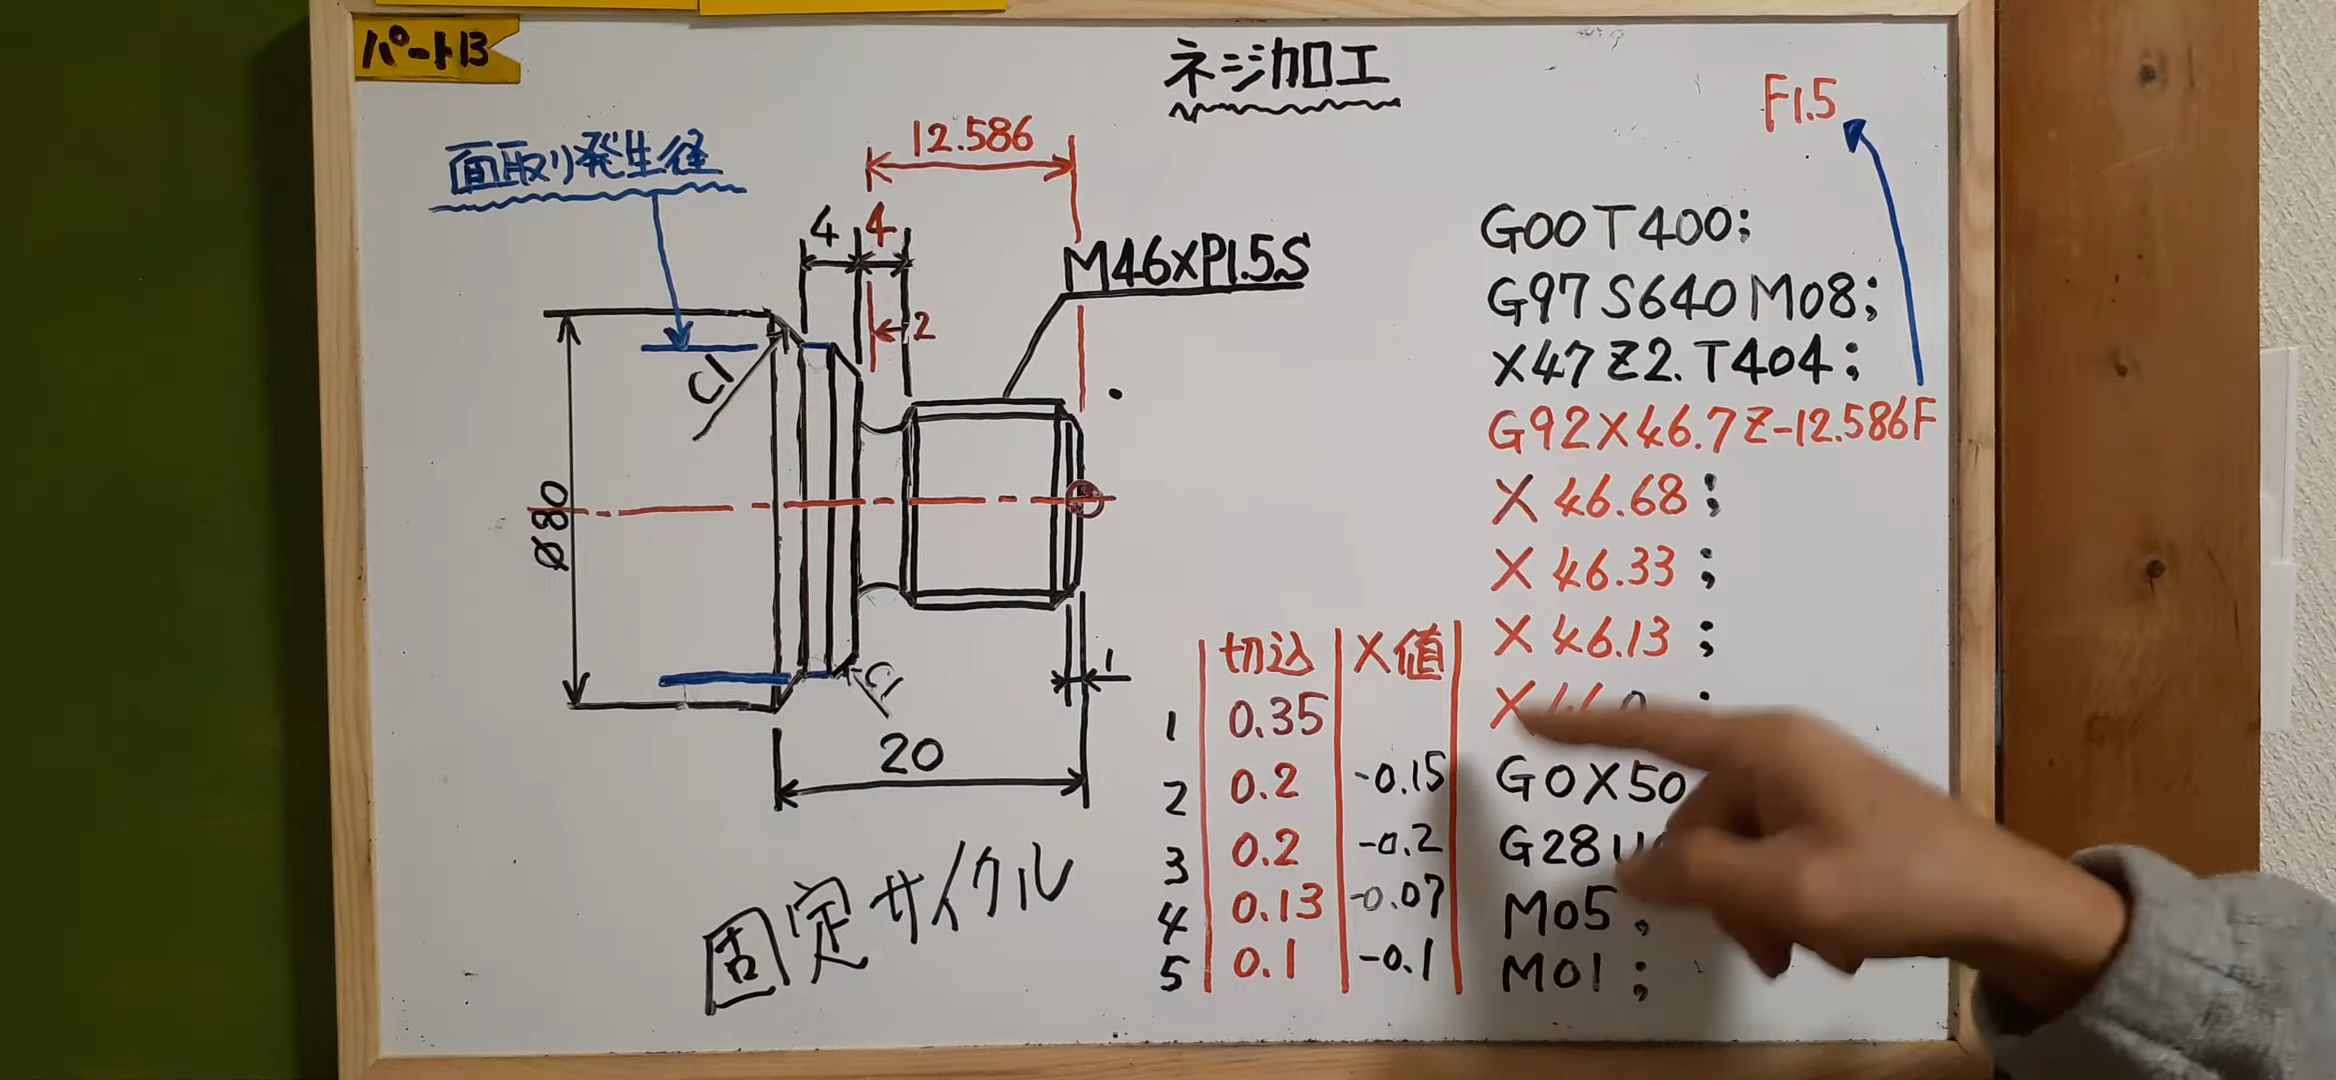 パート13
ネジ加工
F1.5
面取り発生径
12.586
4
4
2
M46×P1.5S
C1
ø80
C1
1
20
固定サイクル
G00T400;
G97S640M08;
X47Z2.T404;
G92X46.7Z-12.586F
X46.68;
X46.33;
X46.13;
G0X50
G28U
M05;
M01;
切込 X値
1 0.35
2 0.2 -0.15
3 0.2 -0.2
4 0.13 -0.07
5 0.1 -0.1